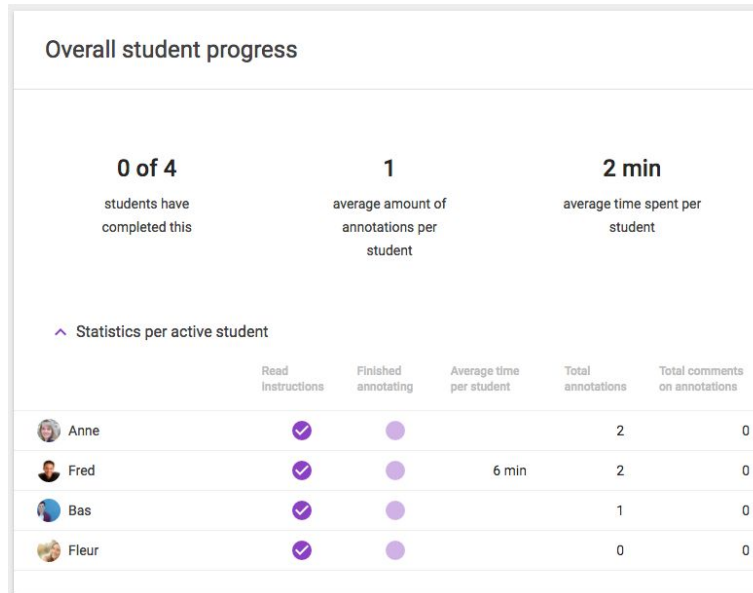 Overall student progress
0 of 4
students have
completed this
1
average amount of
annotations per
student
2 min
average time spent per
student
Statistics per active student
Read instructions Finished annotating Average time per student Total annotations Total comments on annotations
Anne 2 0
Fred 6 min 2 0
Bas 1 0
Fleur 0 0